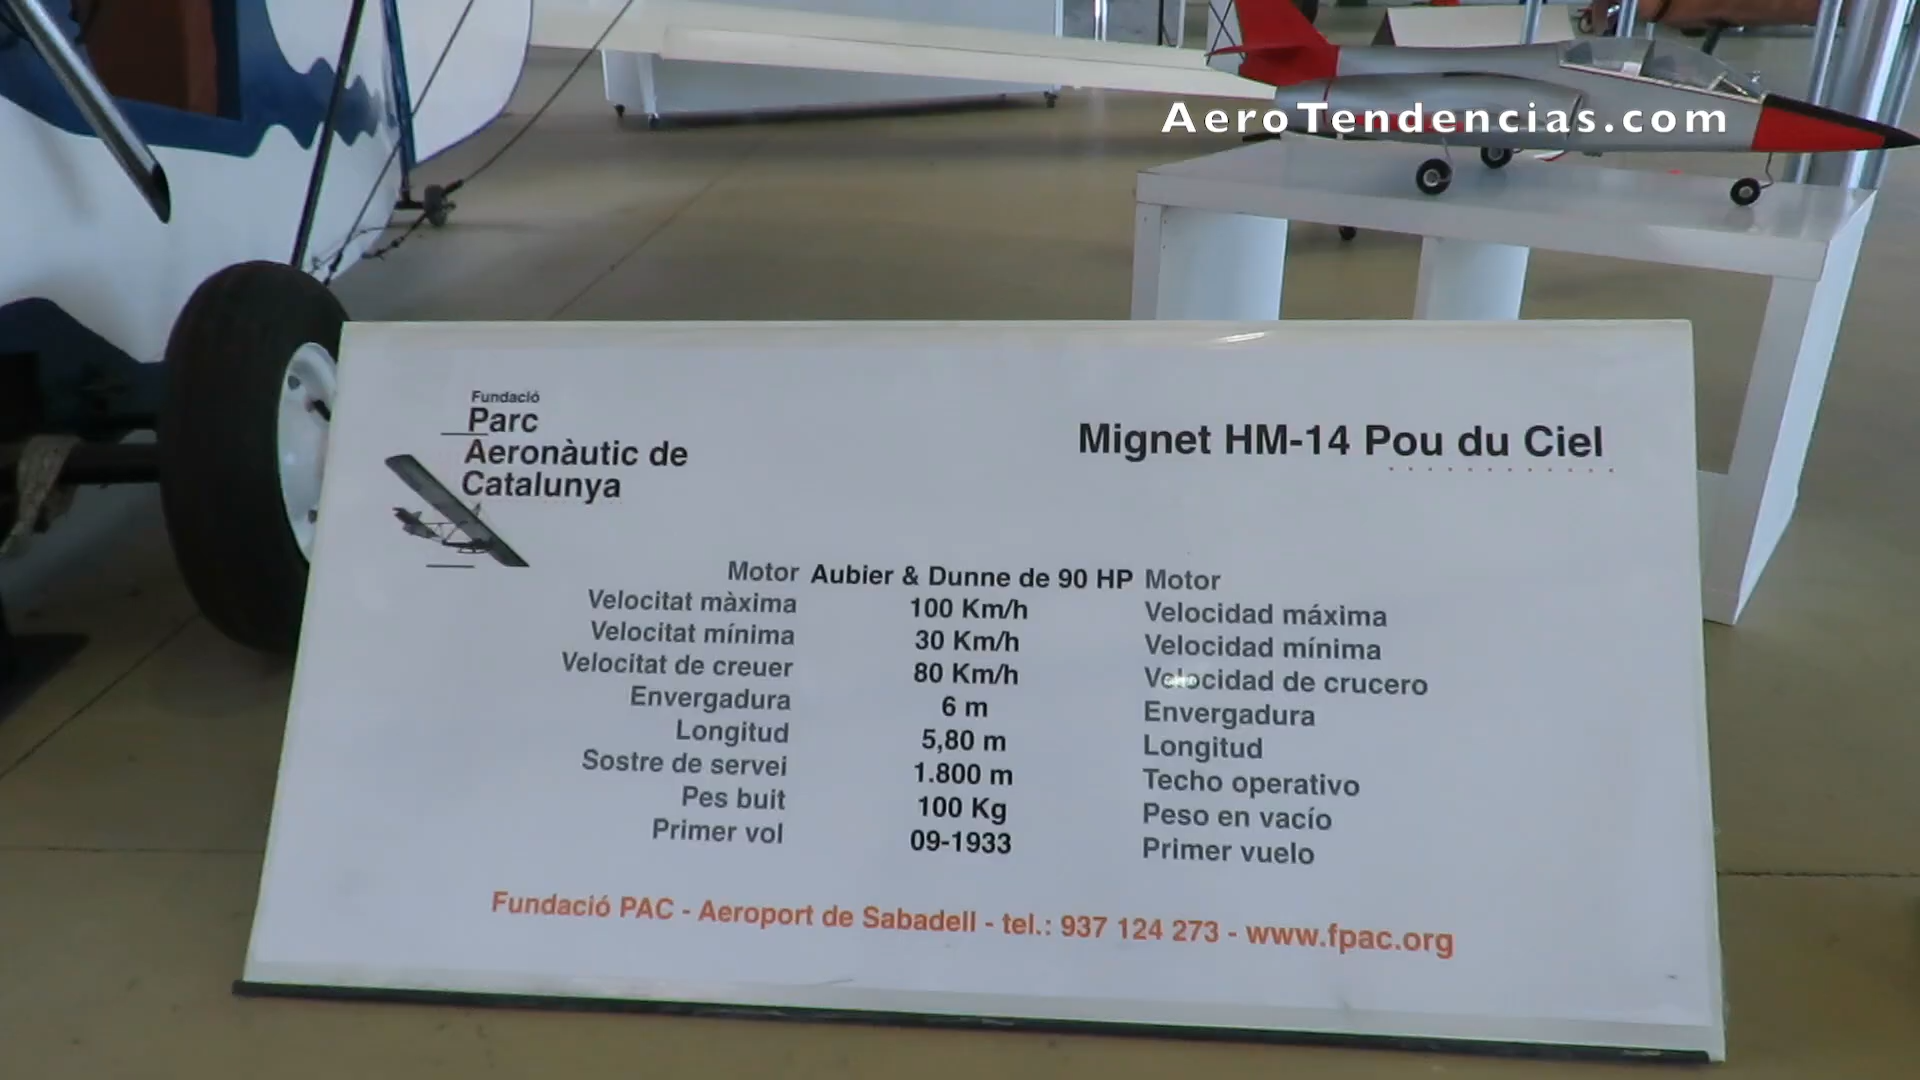 AeroTendencias.com
Fundació
Parc
Aeronàutic de
Catalunya
Mignet HM-14 Pou du Ciel
Motor Aubier & Dunne de 90 HP Motor
Velocitat màxima 100 Km/h Velocidad máxima
Velocitat mínima 30 Km/h Velocidad mínima
Velocitat de creuer 80 Km/h Velocidad de crucero
Envergadura 6 m Envergadura
Longitud 5,80 m Longitud
Sostre de servei 1.800 m Techo operativo
Pes buit 100 Kg Peso en vacío
Primer vol 09-1933 Primer vuelo
Fundació PAC - Aeroport de Sabadell - tel.: 937 124 273 - www.fpac.org